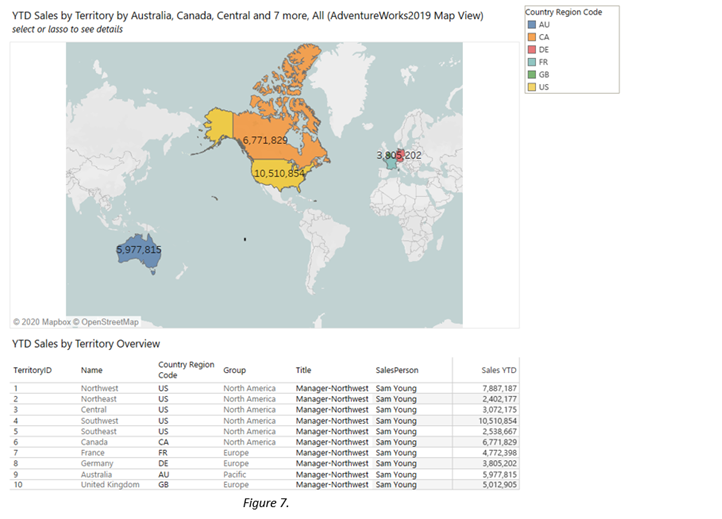 YTD Sales by Territory by Australia, Canada, Central and 7 more, All (AdventureWorks2019 Map View)
select or lasso to see details
Country Region Code
AU
CA
DE
FR
GB
US
6,771,829
3,805,202
10,510,854
5,977,815
© 2020 Mapbox © OpenStreetMap
YTD Sales by Territory Overview
TerritoryID Name Country Region Code Group Title SalesPerson Sales YTD
1 Northwest US North America Manager-Northwest Sam Young 7,887,187
2 Northeast US North America Manager-Northwest Sam Young 2,402,177
3 Central US North America Manager-Northwest Sam Young 3,072,175
4 Southwest US North America Manager-Northwest Sam Young 10,510,854
5 Southeast US North America Manager-Northwest Sam Young 2,538,667
6 Canada CA North America Manager-Northwest Sam Young 6,771,829
7 France FR Europe Manager-Northwest Sam Young 4,772,398
8 Germany DE Europe Manager-Northwest Sam Young 3,805,202
9 Australia AU Pacific Manager-Northwest Sam Young 5,977,815
10 United Kingdom GB Europe Manager-Northwest Sam Young 5,012,905
Figure 7.